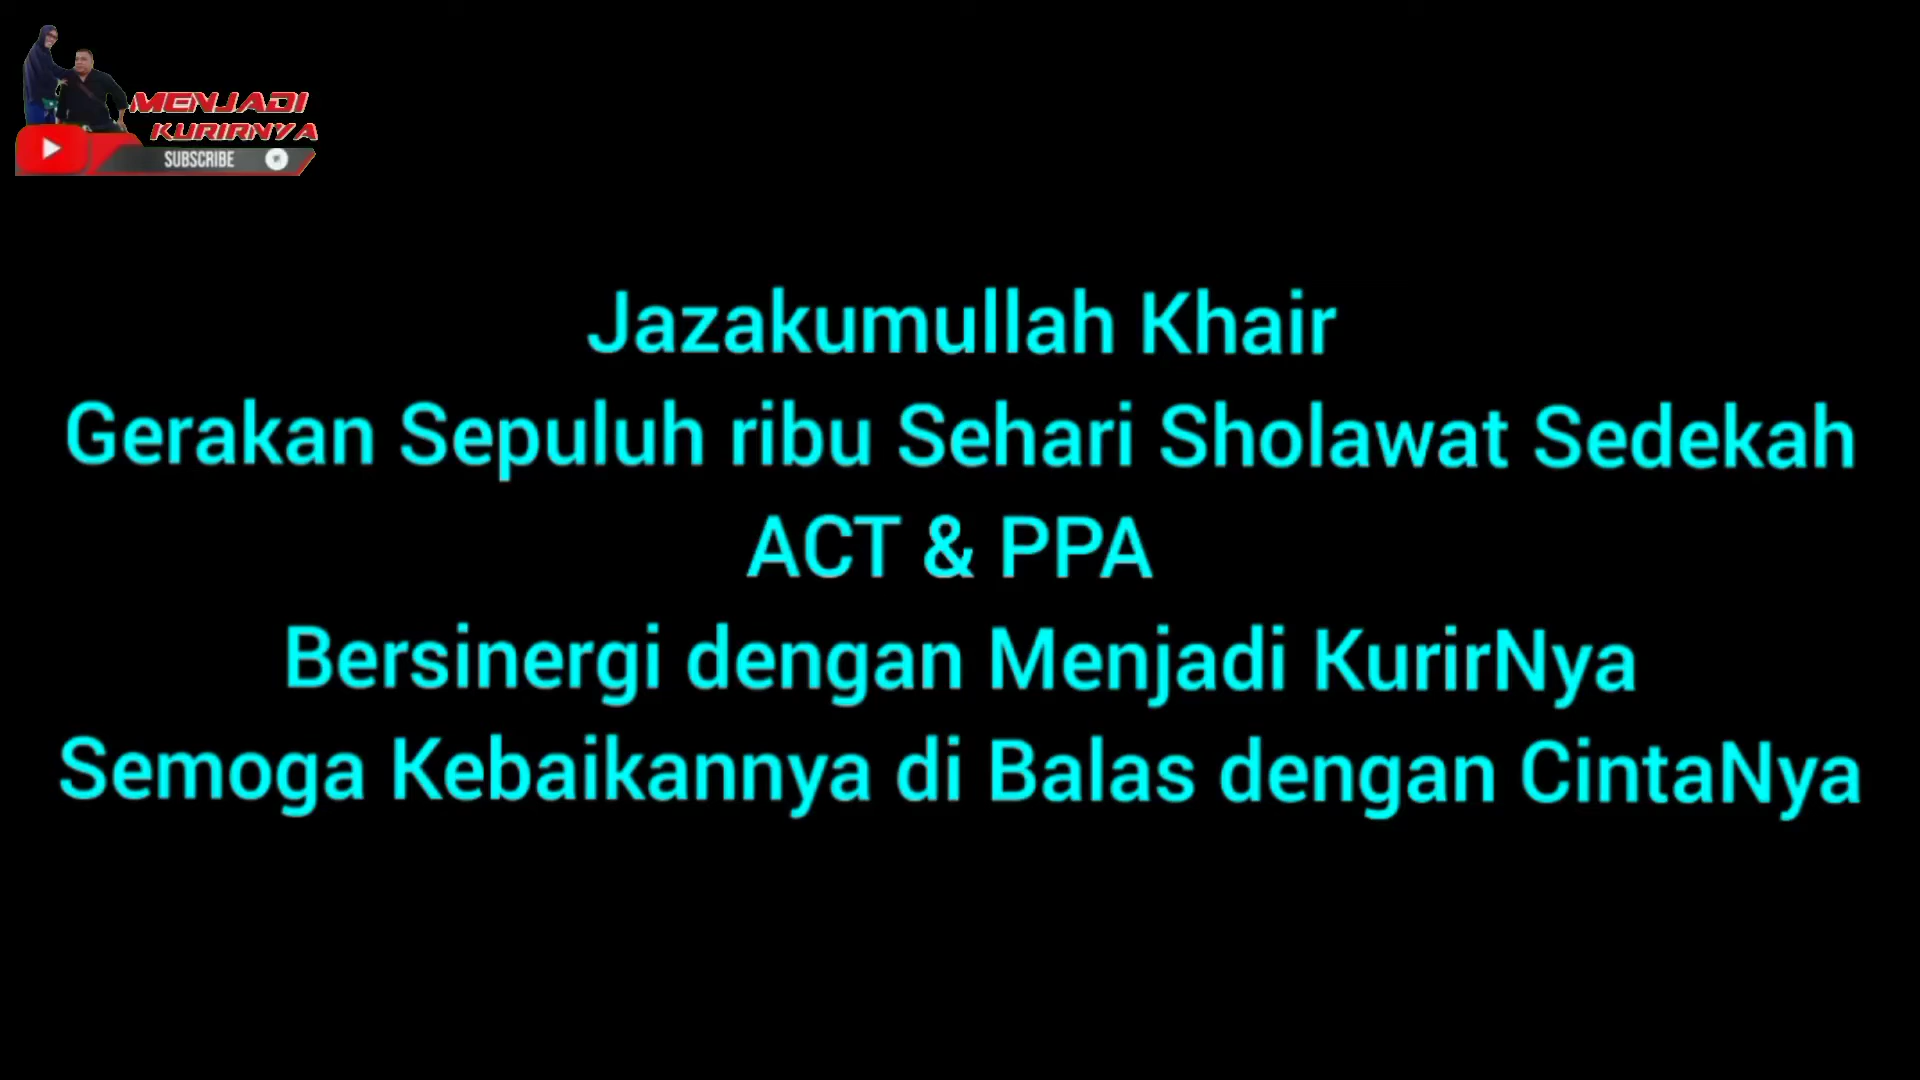 MENJADI
KURIRNYA
SUBSCRIBE
Jazakumullah Khair
Gerakan Sepuluh ribu Sehari Sholawat Sedekah
ACT & PPA
Bersinergi dengan Menjadi KurirNya
Semoga Kebaikannya di Balas dengan CintaNya